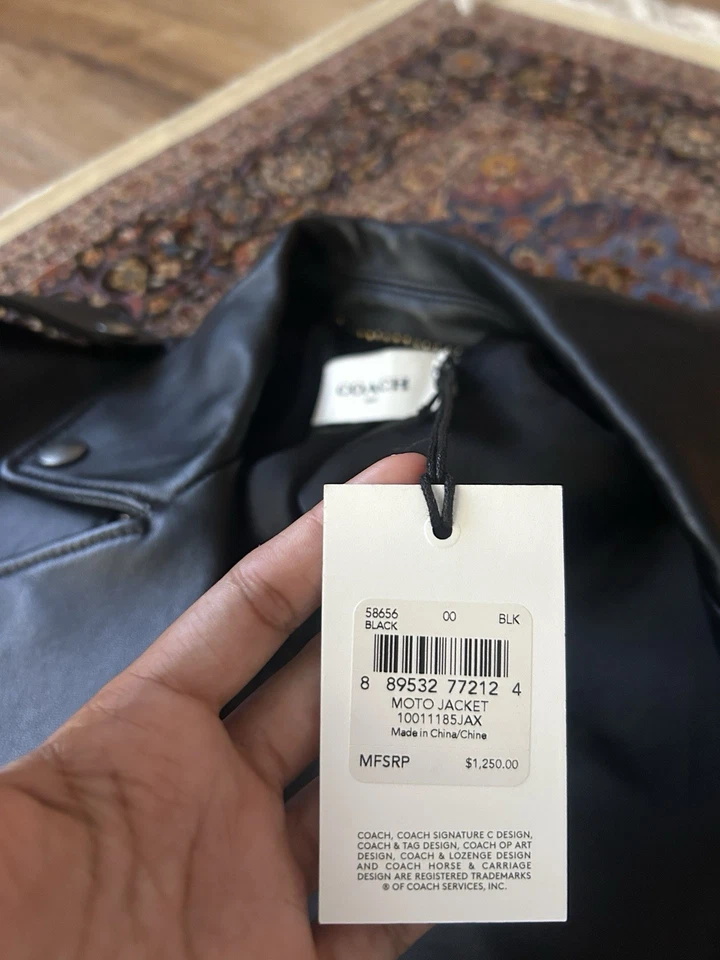 COACH
58656 00 BLK
BLACK
8 89532 77212 4
MOTO JACKET
10011185JAX
Made in China/Chine
MFSRP $1,250.00
COACH, COACH SIGNATURE C DESIGN,
COACH & TAG DESIGN, COACH OP ART
DESIGN, COACH & LOZENGE DESIGN
AND COACH HORSE & CARRIAGE
DESIGN ARE REGISTERED TRADEMARKS
® OF COACH SERVICES, INC.